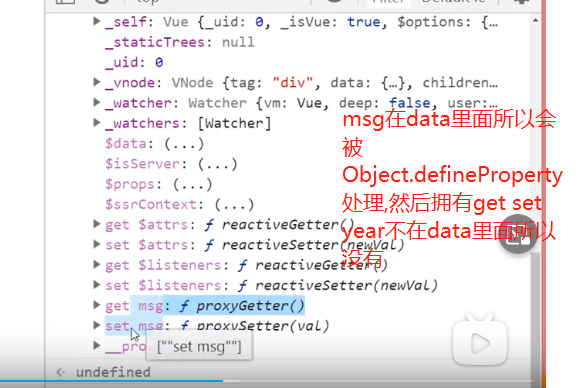 top
Filter
Default le
_self: Vue {_uid: 0, _isVue: true, $options: {…
_staticTrees: null
_uid: 0
_vnode: VNode {tag: "div", data: {…}, children…
_watcher: Watcher {vm: Vue, deep: false, user:…
_watchers: [Watcher]
$data: (...)
$isServer: (...)
$props: (...)
$ssrContext: (...)
get $attrs: ƒ reactiveGetter()
set $attrs: ƒ reactiveSetter(newVal)
get $listeners: ƒ reactiveGetter()
set $listeners: ƒ reactiveSetter(newVal)
get msg: ƒ proxyGetter()
set msg: ƒ proxySetter(val)
__pro
[""set msg""]
undefined
msg在data里面所以会
被
Object.defineProperty
处理,然后拥有get set
year不在data里面所以
没有